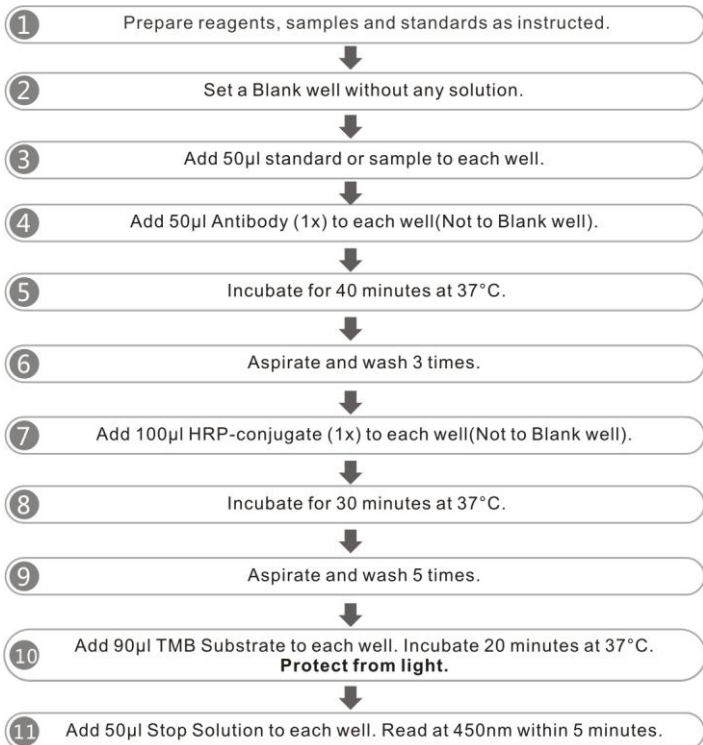 1 Prepare reagents, samples and standards as instructed.
2 Set a Blank well without any solution.
3 Add 50μl standard or sample to each well.
4 Add 50μl Antibody (1x) to each well(Not to Blank well).
5 Incubate for 40 minutes at 37°C.
6 Aspirate and wash 3 times.
7 Add 100μl HRP-conjugate (1x) to each well(Not to Blank well).
8 Incubate for 30 minutes at 37°C.
9 Aspirate and wash 5 times.
10 Add 90μl TMB Substrate to each well. Incubate 20 minutes at 37°C.
Protect from light.
11 Add 50μl Stop Solution to each well. Read at 450nm within 5 minutes.